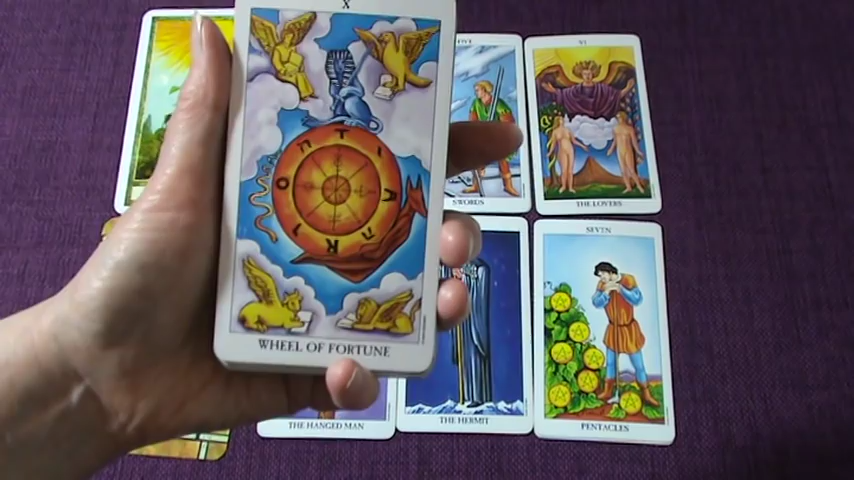 X
WHEEL OF FORTUNE
FIVE
SWORDS
VI
THE LOVERS
THE HANGED MAN
THE HERMIT
SEVEN
PENTACLES